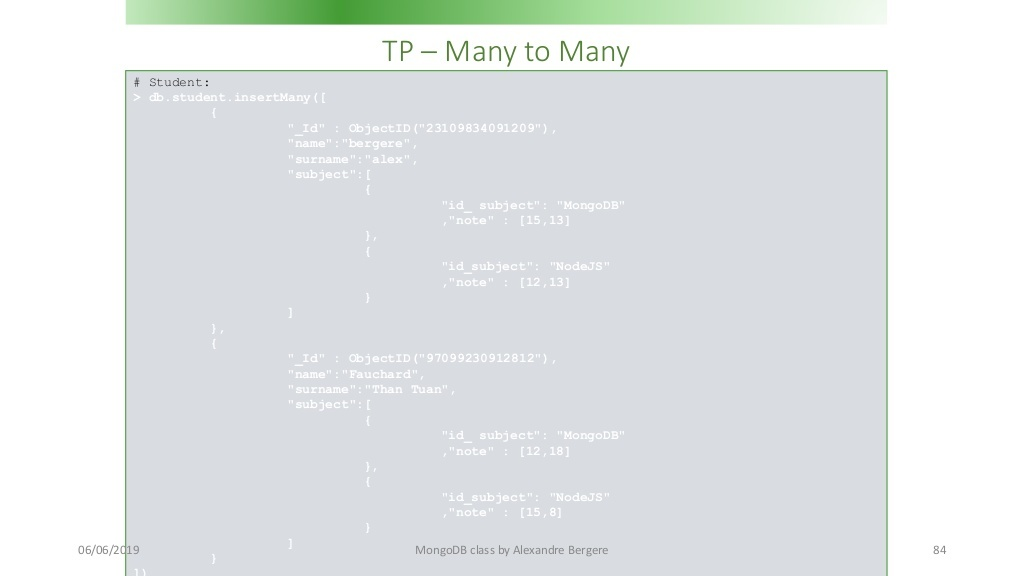 TP – Many to Many
# Student:
> db.student.insertMany([
{
"_Id" : ObjectID("23109834091209"),
"name":"bergere",
"surname":"alex",
"subject":[
{
"id_ subject": "MongoDB"
,"note" : [15,13]
},
{
"id_subject": "NodeJS"
,"note" : [12,13]
}
]
},
{
"_Id" : ObjectID("97099230912812"),
"name":"Fauchard",
"surname":"Than Tuan",
"subject":[
{
"id_ subject": "MongoDB"
,"note" : [12,18]
},
{
"id_subject": "NodeJS"
,"note" : [15,8]
}
]
}
])
06/06/2019
MongoDB class by Alexandre Bergere
84